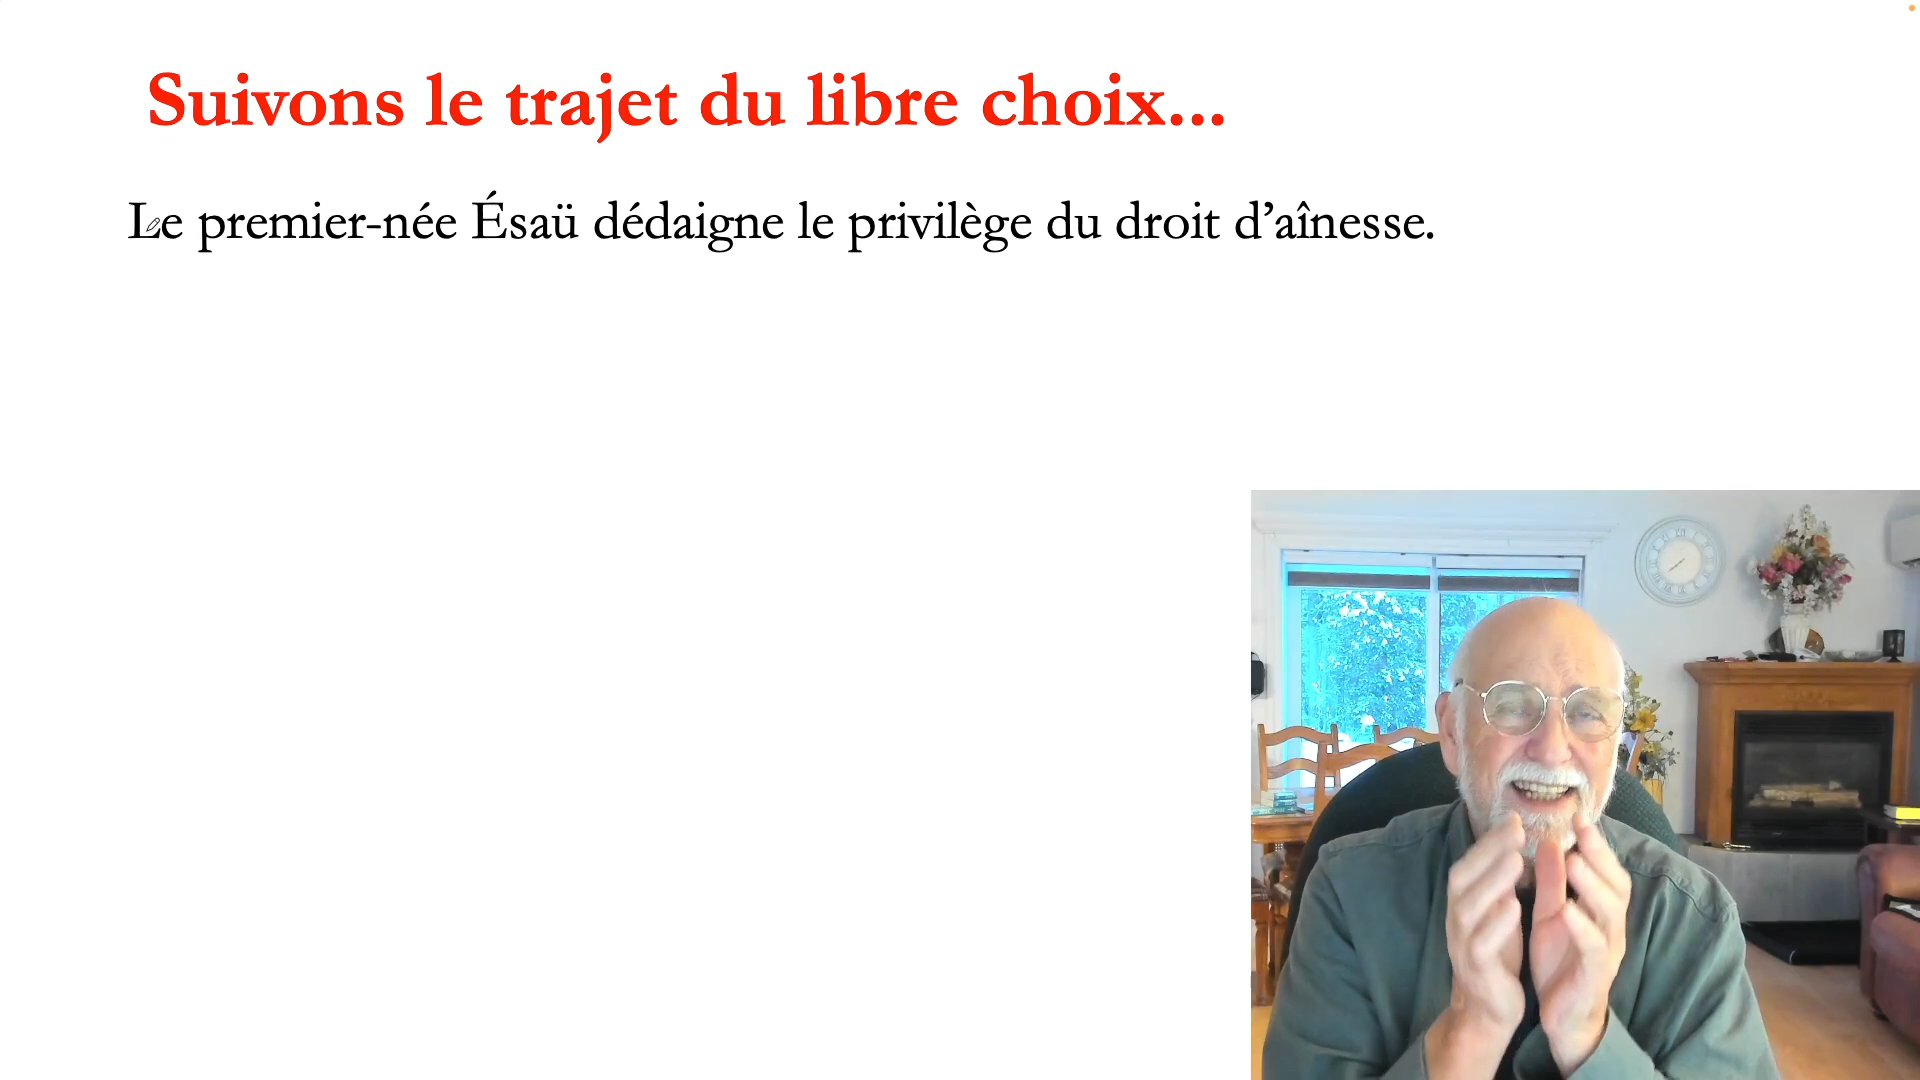 Suivons le trajet du libre choix...
Le premier-née Ésaü dédaigne le privilège du droit d’aînesse.